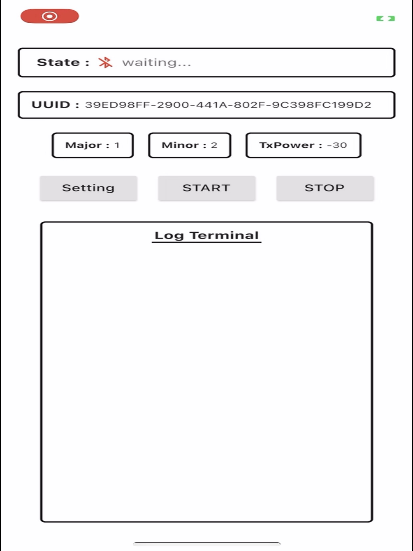 State : waiting...
UUID : 39ED98FF-2900-441A-802F-9C398FC199D2
Major : 1 Minor : 2 TxPower : -30
Setting START STOP
Log Terminal